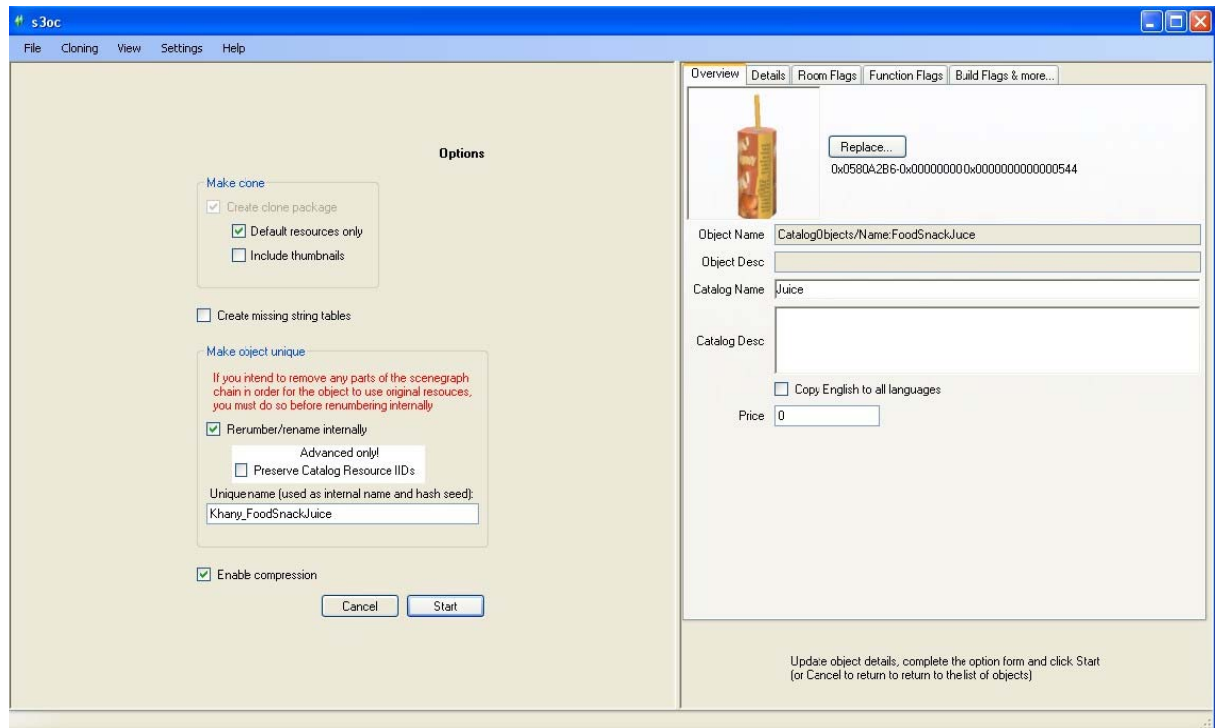 s3oc
File Cloning View Settings Help
Options
Make cone
Create clone package
Default resources only
Include thumbnails
Create missing string tables
Make object unique
If you intend to remove any parts of the scenegraph
chain in order for the object to use original resouces,
you must do so before renumbering internally
Rerumber/rename internally
Advanced only!
Preserve Catalog Resource IIDs
Unique name (used as internal name and hash seed):
Khany_FoodSnackJuice
Enable compression
Cancel Start
Overview Details Room Flags Function Flags Build Flags & more...
Replace...
0x0580A2B6-0x00000000 0x0000000000000544
Object Name CatalogObjects/Name:FoodSnackJuce
Object Desc
Catalog Name Juice
Catalog Desc
Copy English to all languages
Price 0
Update object details, complete the option form and click Start
(or Cancel to return to return to the list of objects)